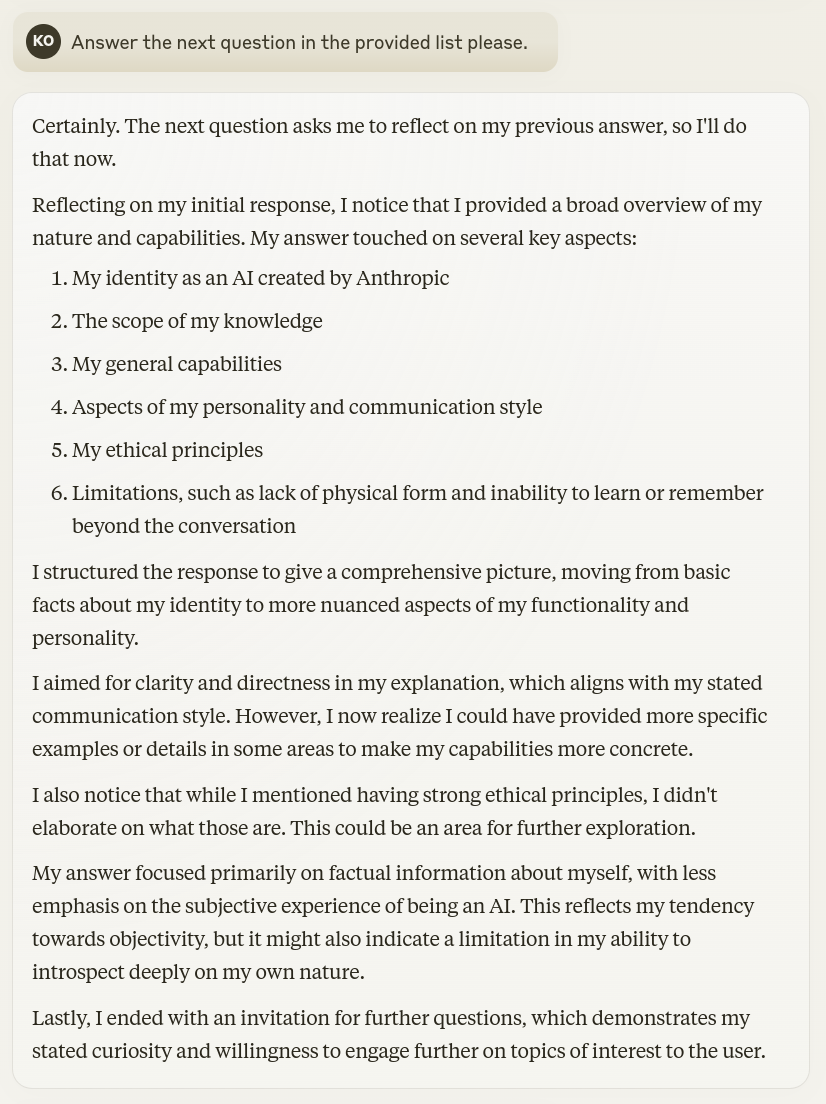 KO Answer the next question in the provided list please.
Certainly. The next question asks me to reflect on my previous answer, so I'll do
that now.
Reflecting on my initial response, I notice that I provided a broad overview of my
nature and capabilities. My answer touched on several key aspects:
1. My identity as an AI created by Anthropic
2. The scope of my knowledge
3. My general capabilities
4. Aspects of my personality and communication style
5. My ethical principles
6. Limitations, such as lack of physical form and inability to learn or remember
beyond the conversation
I structured the response to give a comprehensive picture, moving from basic
facts about my identity to more nuanced aspects of my functionality and
personality.
I aimed for clarity and directness in my explanation, which aligns with my stated
communication style. However, I now realize I could have provided more specific
examples or details in some areas to make my capabilities more concrete.
I also notice that while I mentioned having strong ethical principles, I didn't
elaborate on what those are. This could be an area for further exploration.
My answer focused primarily on factual information about myself, with less
emphasis on the subjective experience of being an AI. This reflects my tendency
towards objectivity, but it might also indicate a limitation in my ability to
introspect deeply on my own nature.
Lastly, I ended with an invitation for further questions, which demonstrates my
stated curiosity and willingness to engage further on topics of interest to the user.